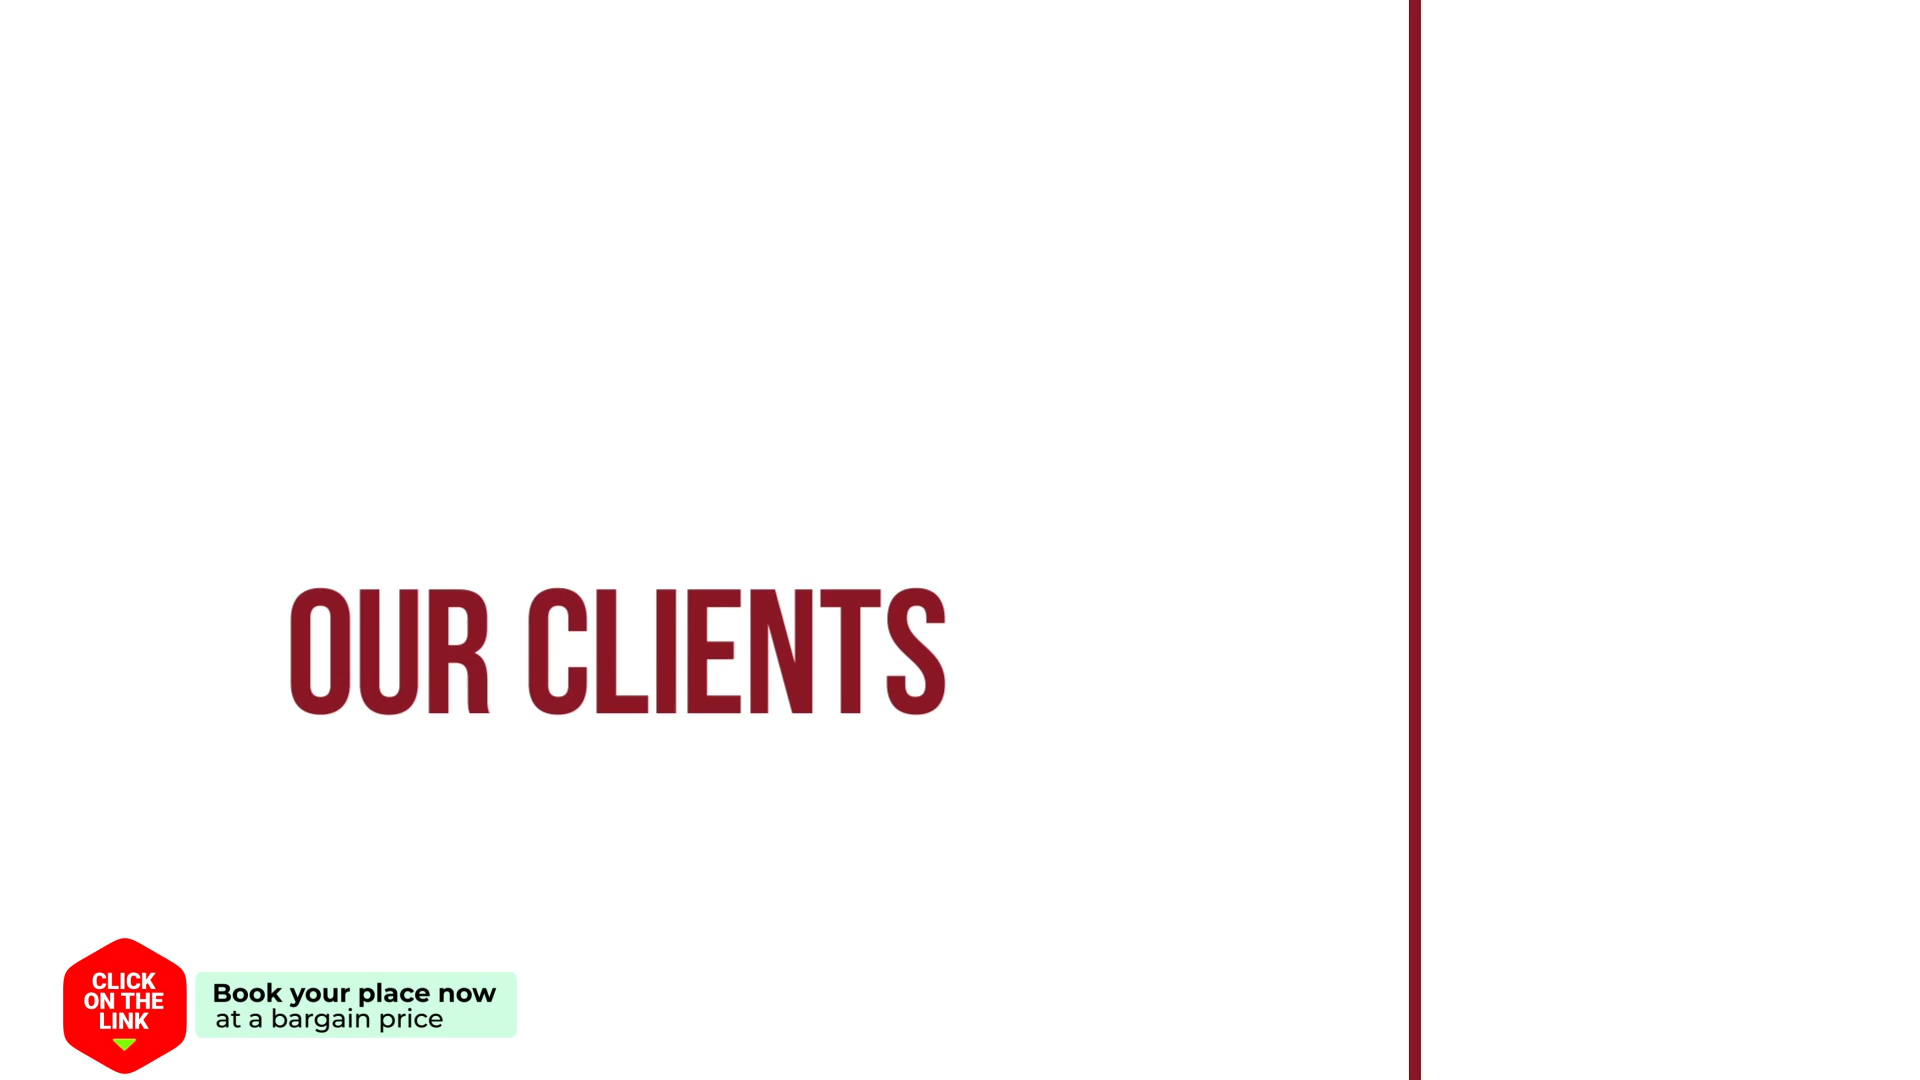 OUR CLIENTS
CLICK
ON THE
LINK
Book your place now
at a bargain price